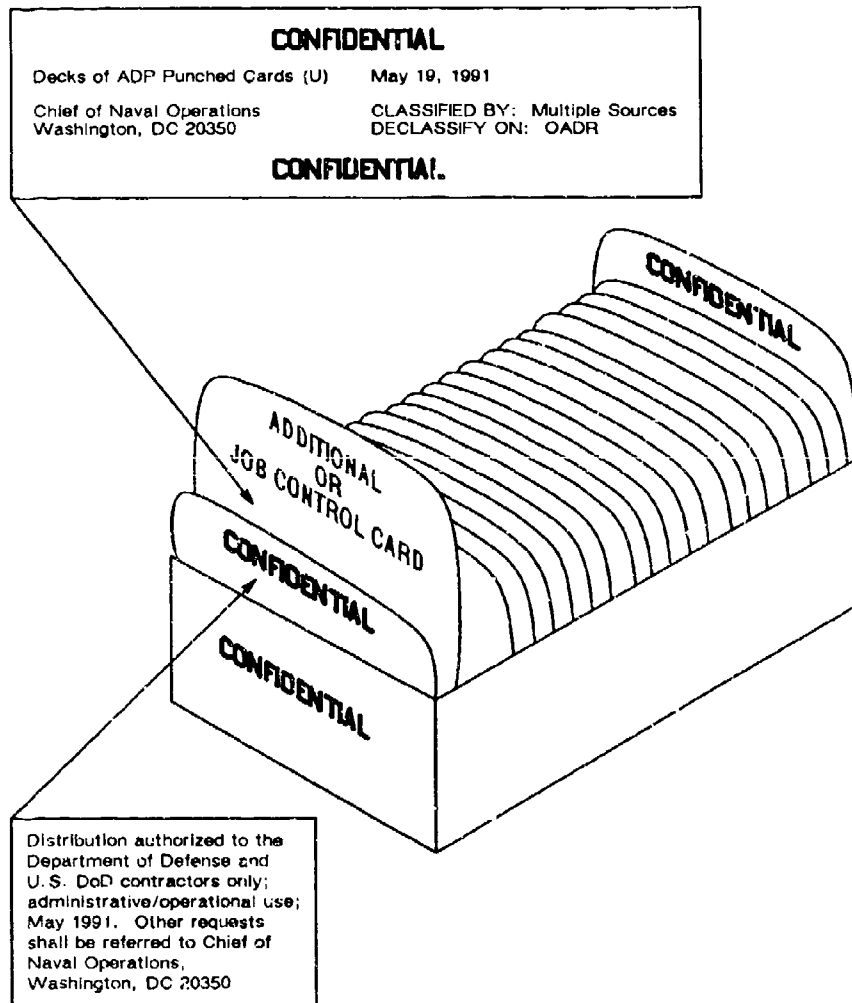 CONFIDENTIAL
Decks of ADP Punched Cards (U) May 19, 1991
Chief of Naval Operations CLASSIFIED BY: Multiple Sources
Washington, DC 20350 DECLASSIFY ON: OADR
CONFIDENTIAL
CONFIDENTIAL
ADDITIONAL
OR
JOB CONTROL CARD
CONFIDENTIAL
CONFIDENTIAL
Distribution authorized to the
Department of Defense and
U.S. DoD contractors only;
administrative/operational use;
May 1991. Other requests
shall be referred to Chief of
Naval Operations,
Washington, DC 20350